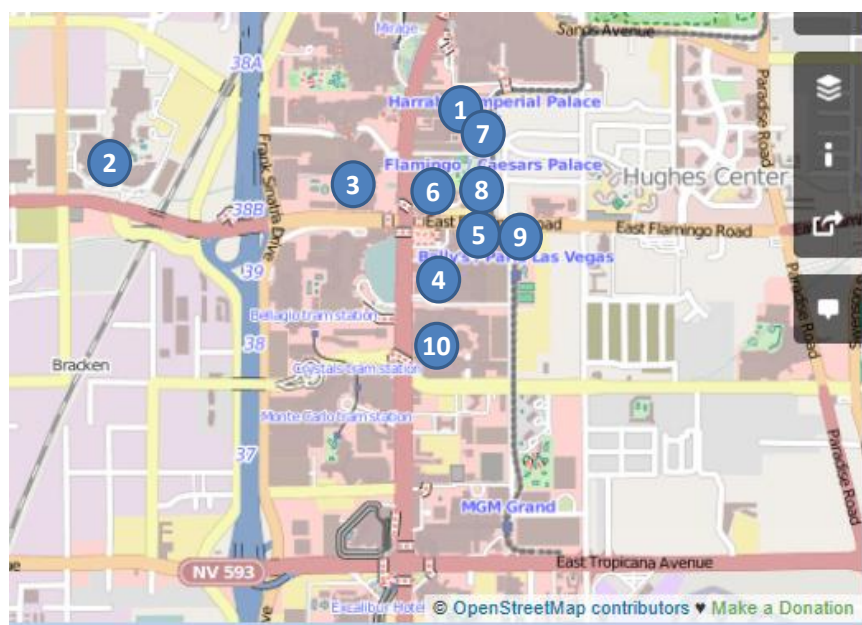 Mirage
Sands Avenue
38A
Harrah
Imperial Palace
1
7
Paradise Road
2
Flamingo
Caesars Palace
3
6
8
Hughes Center
Frank Sinatra Drive
38B
East
Road
East Flamingo Road
5
9
Las Vegas
39
4
Bellagio tram station
38
10
Paradise Road
Bracken
Crystals tram station
Monte Carlo tram station
37
Paradise Road
MGM Grand
NV 593
East Tropicana Avenue
Excalibur Hotel
© OpenStreetMap contributors ♥ Make a Donation